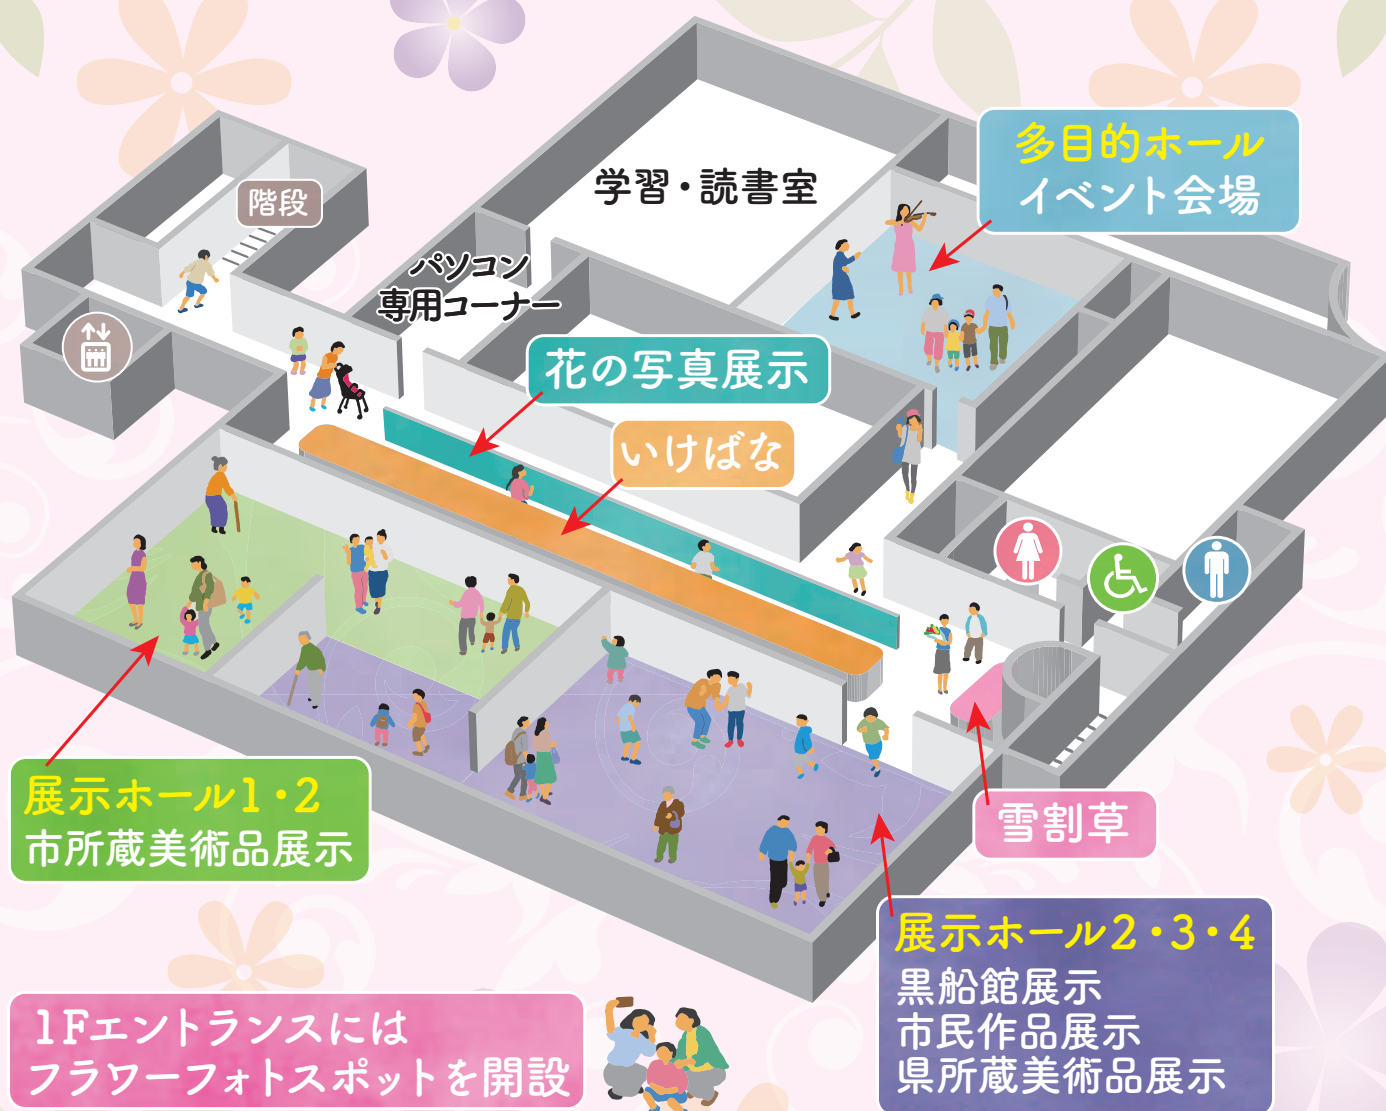 多目的ホール
イベント会場
学習・読書室
階段
パソコン
専用コーナー
花の写真展示
いけばな
展示ホール1・2
市所蔵美術品展示
雪割草
展示ホール2・3・4
黒船館展示
市民作品展示
県所蔵美術品展示
1Fエントランスには
フラワーフォトスポットを開設